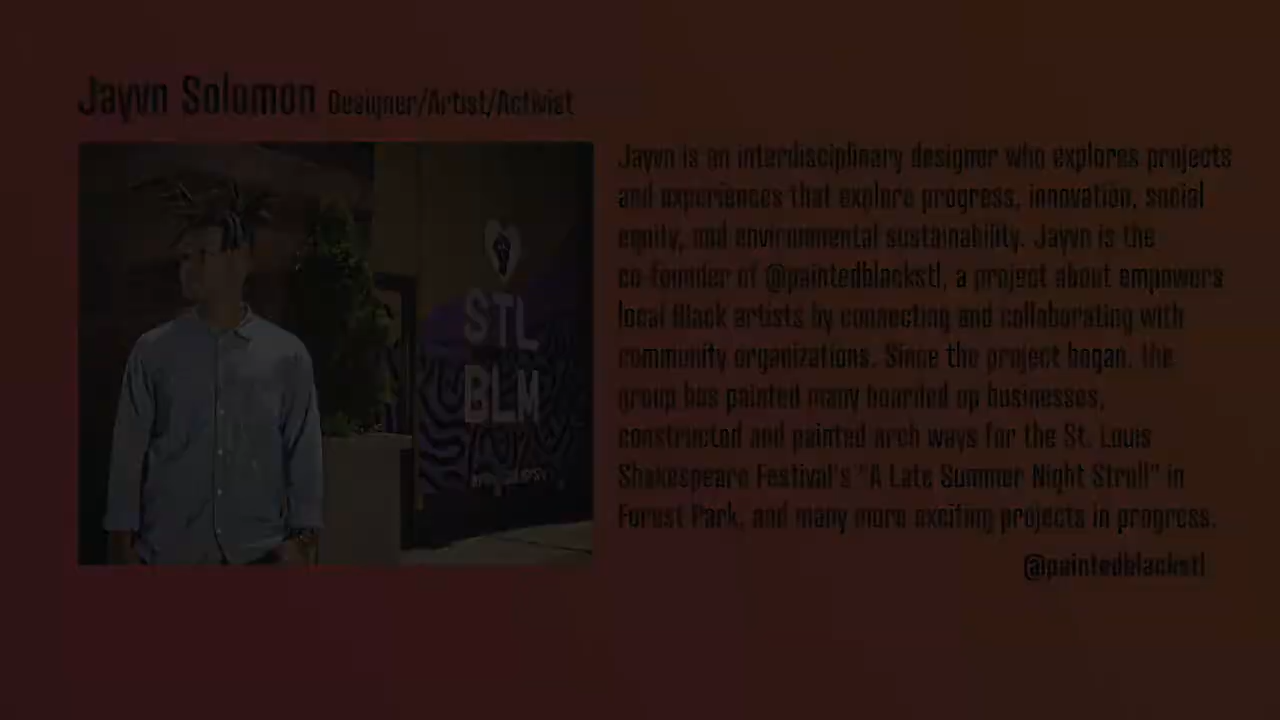 Jayvn Solomon Designer/Artist/Activist
Jayvn is an interdisciplinary designer who explores projects
and experiences that explore progress, innovation, social
equity, and environmental sustainability. Jayvn is the
co-founder of @paintedblackstl, a project about empowers
local Black artists by connecting and collaborating with
community organizations. Since the project began, the
group has painted many boarded up businesses,
constructed and painted arch ways for the St. Louis
Shakespeare Festival's "A Late Summer Night Stroll" in
Forest Park, and many more exciting projects in progress.
@paintedblackstl
STL
BLM